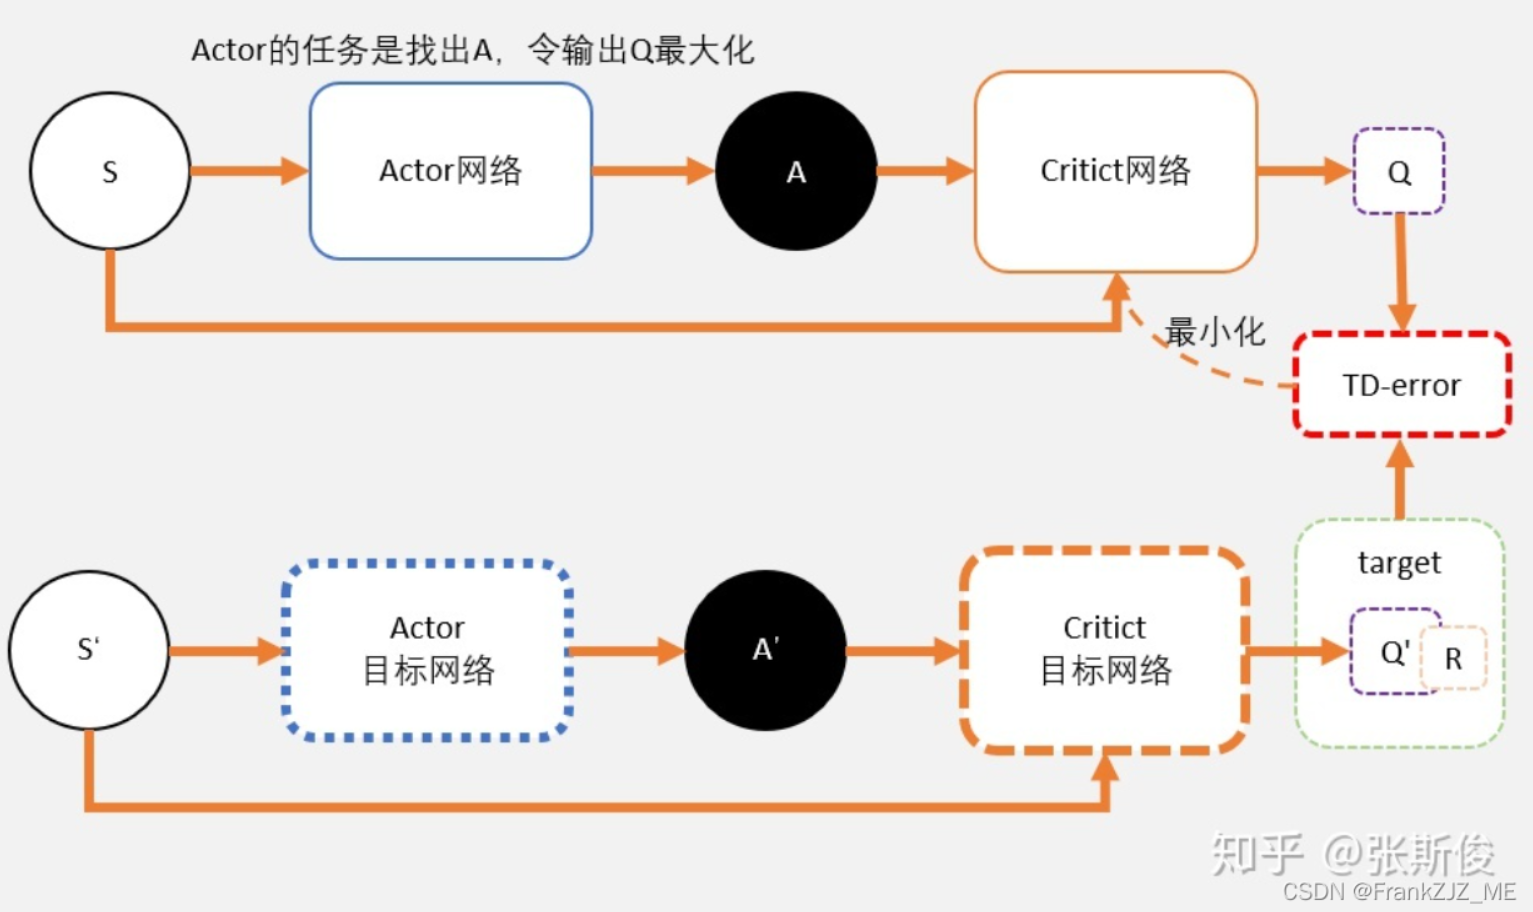 Actor的任务是找出A，令输出Q最大化
S
Actor网络
A
Critict网络
Q
最小化
TD-error
S‘
Actor
目标网络
A’
Critict
目标网络
target
Q'
R
知乎 @张斯俊
CSDN @FrankZJZ_ME